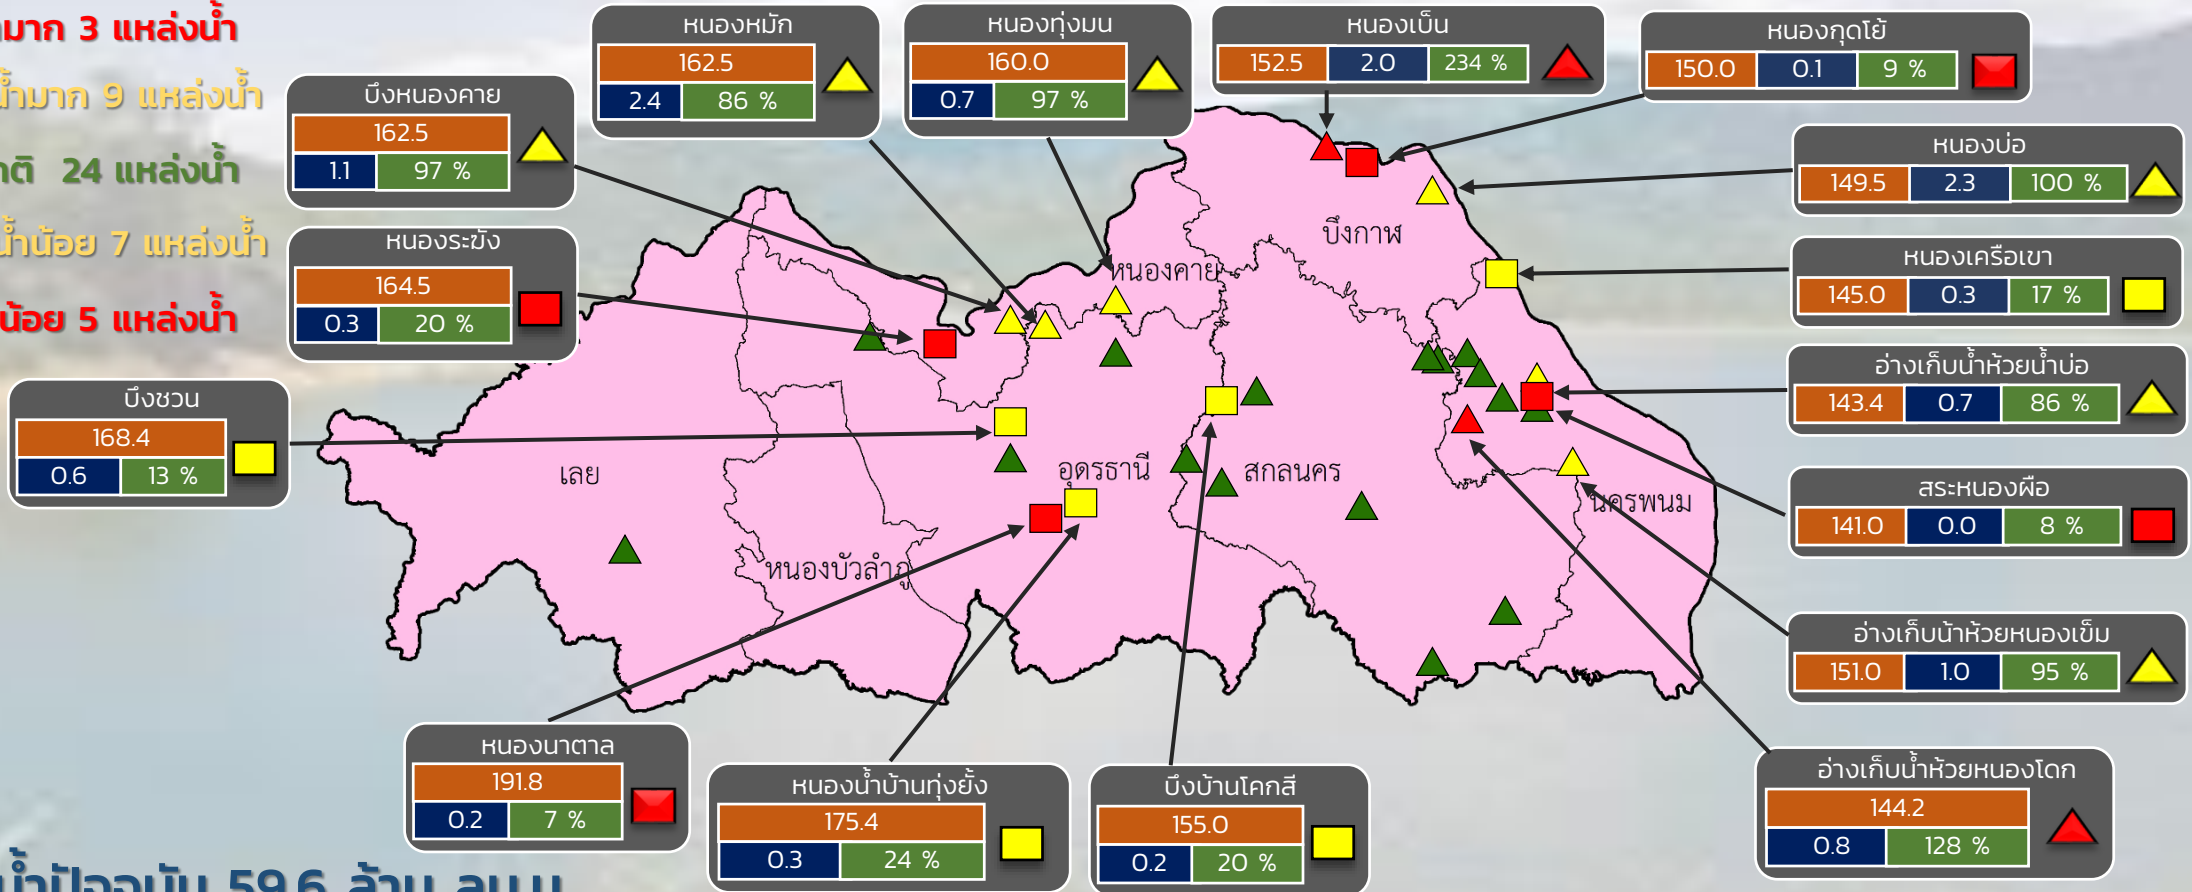 มาก 3 แหล่งน้ำ
น้ำมาก 9 แหล่งน้ำ
24 แหล่งน้ำ
น้ำน้อย 7 แหล่งน้ำ
น้อย 5 แหล่งน้ำ
หนองหมัก
162.5
2.4 86 %
หนองทุ่งมน
160.0
0.7 97 %
หนองเบ็น
152.5 2.0 234 %
หนองกุดโย้
150.0 0.1 9 %
บึงหนองคาย
162.5
1.1 97 %
หนองบ่อ
149.5 2.3 100 %
หนองระฆัง
164.5
0.3 20 %
หนองเครือเขา
145.0 0.3 17 %
อ่างเก็บน้ำห้วยน้ำบ่อ
143.4 0.7 86 %
บึงชวน
168.4
0.6 13 %
สระหนองผือ
141.0 0.0 8 %
อ่างเก็บน้ำห้วยหนองเข็ม
151.0 1.0 95 %
บึงกาฬ
หนองคาย
เลย
อุดรธานี
สกลนคร
นครพนม
หนองบัวลำภู
หนองนาตาล
191.8
0.2 7 %
หนองน้ำบ้านทุ่งยั้ง
175.4
0.3 24 %
บึงบ้านโคกสี
155.0
0.2 20 %
อ่างเก็บน้ำห้วยหนองโดก
144.2
0.8 128 %
น้ำปัจจุบัน 59.6 ล้าน ลบ.ม